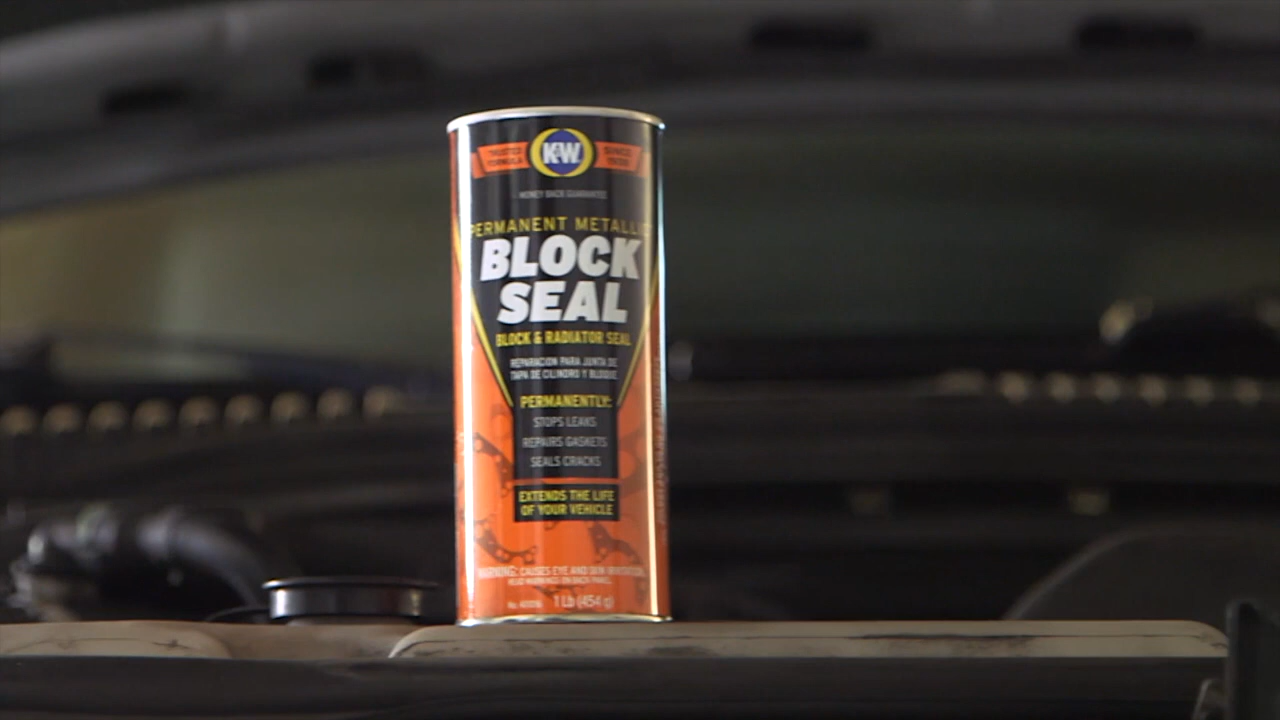 TRUSTED FORMULA
K&W
SINCE
MONEY BACK GUARANTEE
PERMANENT METALLIC
BLOCK
SEAL
BLOCK & RADIATOR SEAL
REPARACION PARA JUNTA DE
TAPA DE CILINDRO Y BLOQUE
PERMANENTLY:
STOPS LEAKS
REPAIRS GASKETS
SEALS CRACKS
EXTENDS THE LIFE
OF YOUR VEHICLE
WARNING: CAUSES EYE AND SKIN IRRITATION.
READ WARNINGS ON BACK PANEL.
No. 1 Lb (454 g)